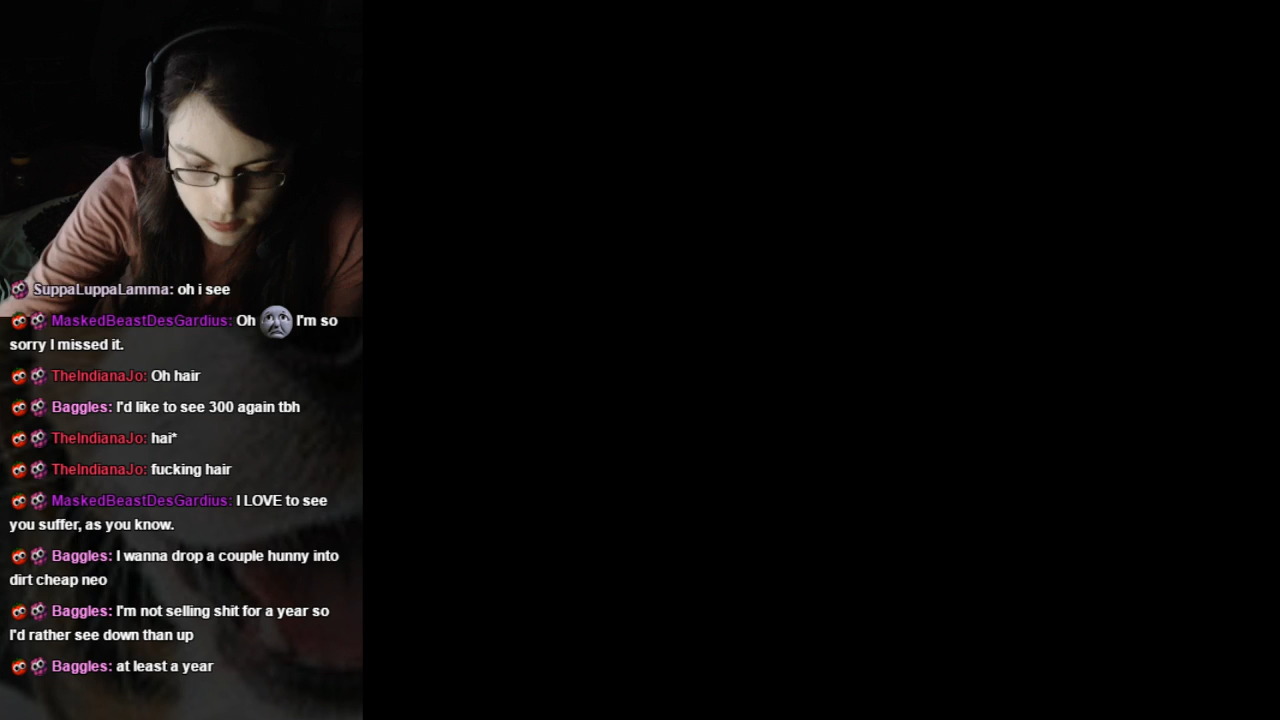 SuppaLuppaLamma: oh i see
MaskedBeastDesGardius: Oh I'm so
sorry I missed it.
TheIndianaJo: Oh hair
Baggles: I'd like to see 300 again tbh
TheIndianaJo: hai*
TheIndianaJo: fucking hair
MaskedBeastDesGardius: I LOVE to see
you suffer, as you know.
Baggles: I wanna drop a couple hunny into
dirt cheap neo
Baggles: I'm not selling shit for a year so
I'd rather see down than up
Baggles: at least a year